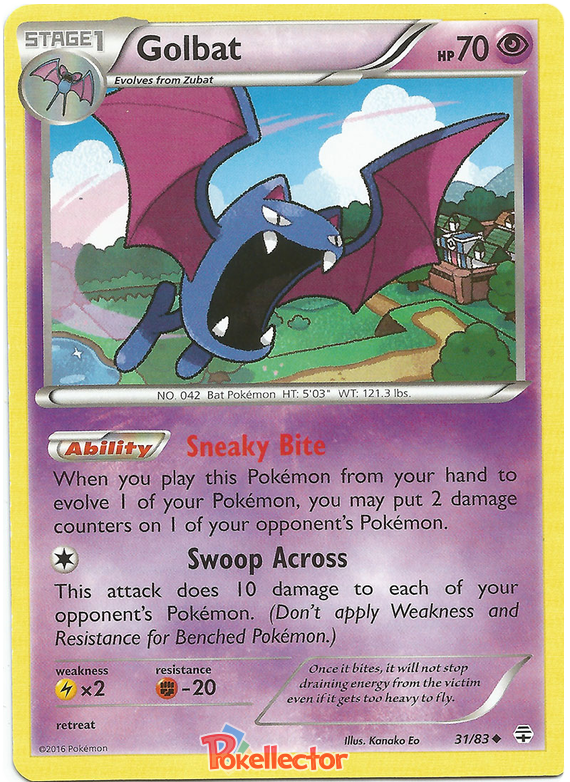 STAGE1
Golbat
HP70
Evolves from Zubat
NO. 042 Bat Pokémon HT: 5'03" WT: 121.3 lbs.
Ability Sneaky Bite
When you play this Pokémon from your hand to
evolve 1 of your Pokémon, you may put 2 damage
counters on 1 of your opponent's Pokémon.
Swoop Across
This attack does 10 damage to each of your
opponent's Pokémon. (Don't apply Weakness and
Resistance for Benched Pokémon.)
weakness
×2
resistance
-20
retreat
Once it bites, it will not stop
draining energy from the victim
even if it gets too heavy to fly.
©2016 Pokémon
Illus. Kanako Eo
31/83
Pokellector